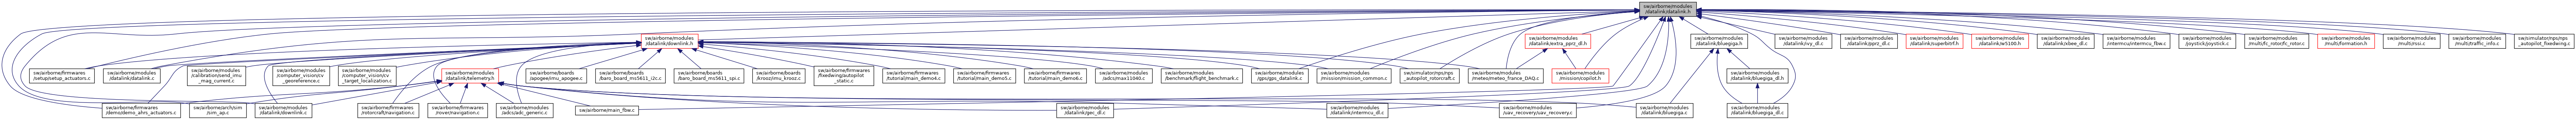 sw/airborne/modules
/datalink/datalink.h
sw/airborne/modules
/datalink/downlink.h
sw/airborne/modules
/datalink/extra_pprz_dl.h
sw/airborne/modules
/datalink/bluegiga.h
sw/airborne/modules
/datalink/ivy_dl.c
sw/airborne/modules
/datalink/pprz_dl.c
sw/airborne/modules
/datalink/superbitrf.h
sw/airborne/modules
/datalink/w5100.h
sw/airborne/modules
/datalink/xbee_dl.c
sw/airborne/modules
/intermcu/intermcu_fbw.c
sw/airborne/modules
/joystick/joystick.c
sw/airborne/modules
/multi/fc_rotor/fc_rotor.c
sw/airborne/modules
/multi/formation.h
sw/airborne/modules
/multi/rssi.c
sw/airborne/modules
/multi/traffic_info.c
sw/simulator/nps/nps
_autopilot_fixedwing.c
sw/airborne/firmwares
/setup/setup_actuators.c
sw/airborne/modules
/datalink/datalink.c
sw/airborne/modules
/calibration/send_imu
_mag_current.c
sw/airborne/modules
/computer_vision/cv
_georeference.c
sw/airborne/modules
/computer_vision/cv
_target_localization.c
sw/airborne/modules
/datalink/telemetry.h
sw/airborne/boards
/apogee/imu_apogee.c
sw/airborne/boards
/baro_board_ms5611_i2c.c
sw/airborne/boards
/baro_board_ms5611_spi.c
sw/airborne/boards
/krooz/imu_krooz.c
sw/airborne/firmwares
/fixedwing/autopilot
_static.c
sw/airborne/firmwares
/tutorial/main_demo4.c
sw/airborne/firmwares
/tutorial/main_demo5.c
sw/airborne/firmwares
/tutorial/main_demo6.c
sw/airborne/modules
/adcs/max11040.c
sw/airborne/modules
/benchmark/flight_benchmark.c
sw/airborne/modules
/gps/gps_datalink.c
sw/airborne/modules
/mission/mission_common.c
sw/simulator/nps/nps
_autopilot_rotorcraft.c
sw/airborne/modules
/meteo/meteo_france_DAQ.c
sw/airborne/modules
/mission/copilot.h
sw/airborne/modules
/datalink/bluegiga_dl.h
sw/airborne/firmwares
/demo/demo_ahrs_actuators.c
sw/airborne/arch/sim
/sim_ap.c
sw/airborne/modules
/datalink/downlink.c
sw/airborne/firmwares
/rotorcraft/navigation.c
sw/airborne/firmwares
/rover/navigation.c
sw/airborne/modules
/adcs/adc_generic.c
sw/airborne/main_fbw.c
sw/airborne/modules
/datalink/gec_dl.c
sw/airborne/modules
/datalink/intermcu_dl.c
sw/airborne/modules
/uav_recovery/uav_recovery.c
sw/airborne/modules
/datalink/bluegiga.c
sw/airborne/modules
/datalink/bluegiga_dl.c